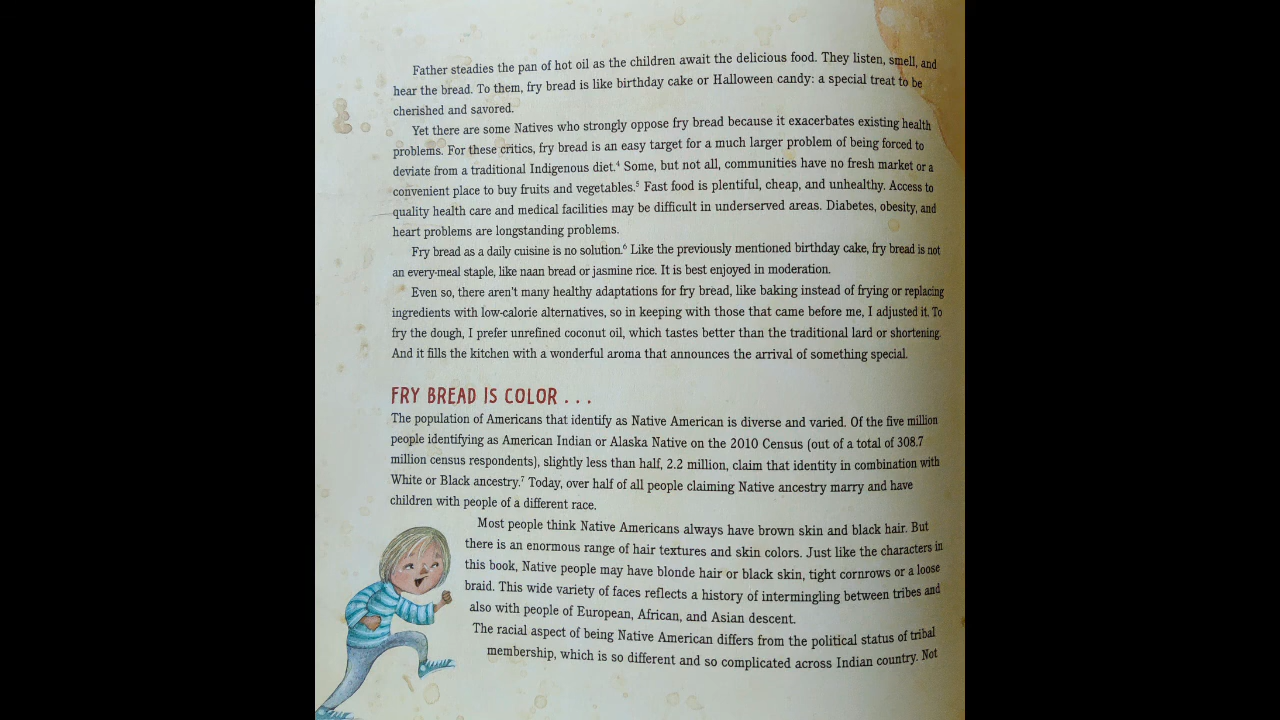 Father steadies the pan of hot oil as the children await the delicious food. They listen, smell, and
hear the bread. To them, fry bread is like birthday cake or Halloween candy: a special treat to be
cherished and savored.
Yet there are some Natives who strongly oppose fry bread because it exacerbates existing health
problems. For these critics, fry bread is an easy target for a much larger problem of being forced to
deviate from a traditional Indigenous diet.⁴ Some, but not all, communities have no fresh market or a
convenient place to buy fruits and vegetables.⁵ Fast food is plentiful, cheap, and unhealthy. Access to
quality health care and medical facilities may be difficult in underserved areas. Diabetes, obesity, and
heart problems are longstanding problems.
Fry bread as a daily cuisine is no solution.⁶ Like the previously mentioned birthday cake, fry bread is not
an every-meal staple, like naan bread or jasmine rice. It is best enjoyed in moderation.
Even so, there aren't many healthy adaptations for fry bread, like baking instead of frying or replacing
ingredients with low-calorie alternatives, so in keeping with those that came before me, I adjusted it. To
fry the dough, I prefer unrefined coconut oil, which tastes better than the traditional lard or shortening.
And it fills the kitchen with a wonderful aroma that announces the arrival of something special.
FRY BREAD IS COLOR . . .
The population of Americans that identify as Native American is diverse and varied. Of the five million
people identifying as American Indian or Alaska Native on the 2010 Census (out of a total of 308.7
million census respondents), slightly less than half, 2.2 million, claim that identity in combination with
White or Black ancestry.⁷ Today, over half of all people claiming Native ancestry marry and have
children with people of a different race.
Most people think Native Americans always have brown skin and black hair. But
there is an enormous range of hair textures and skin colors. Just like the characters in
this book, Native people may have blonde hair or black skin, tight cornrows or a loose
braid. This wide variety of faces reflects a history of intermingling between tribes and
also with people of European, African, and Asian descent.
The racial aspect of being Native American differs from the political status of tribal
membership, which is so different and so complicated across Indian country. Not